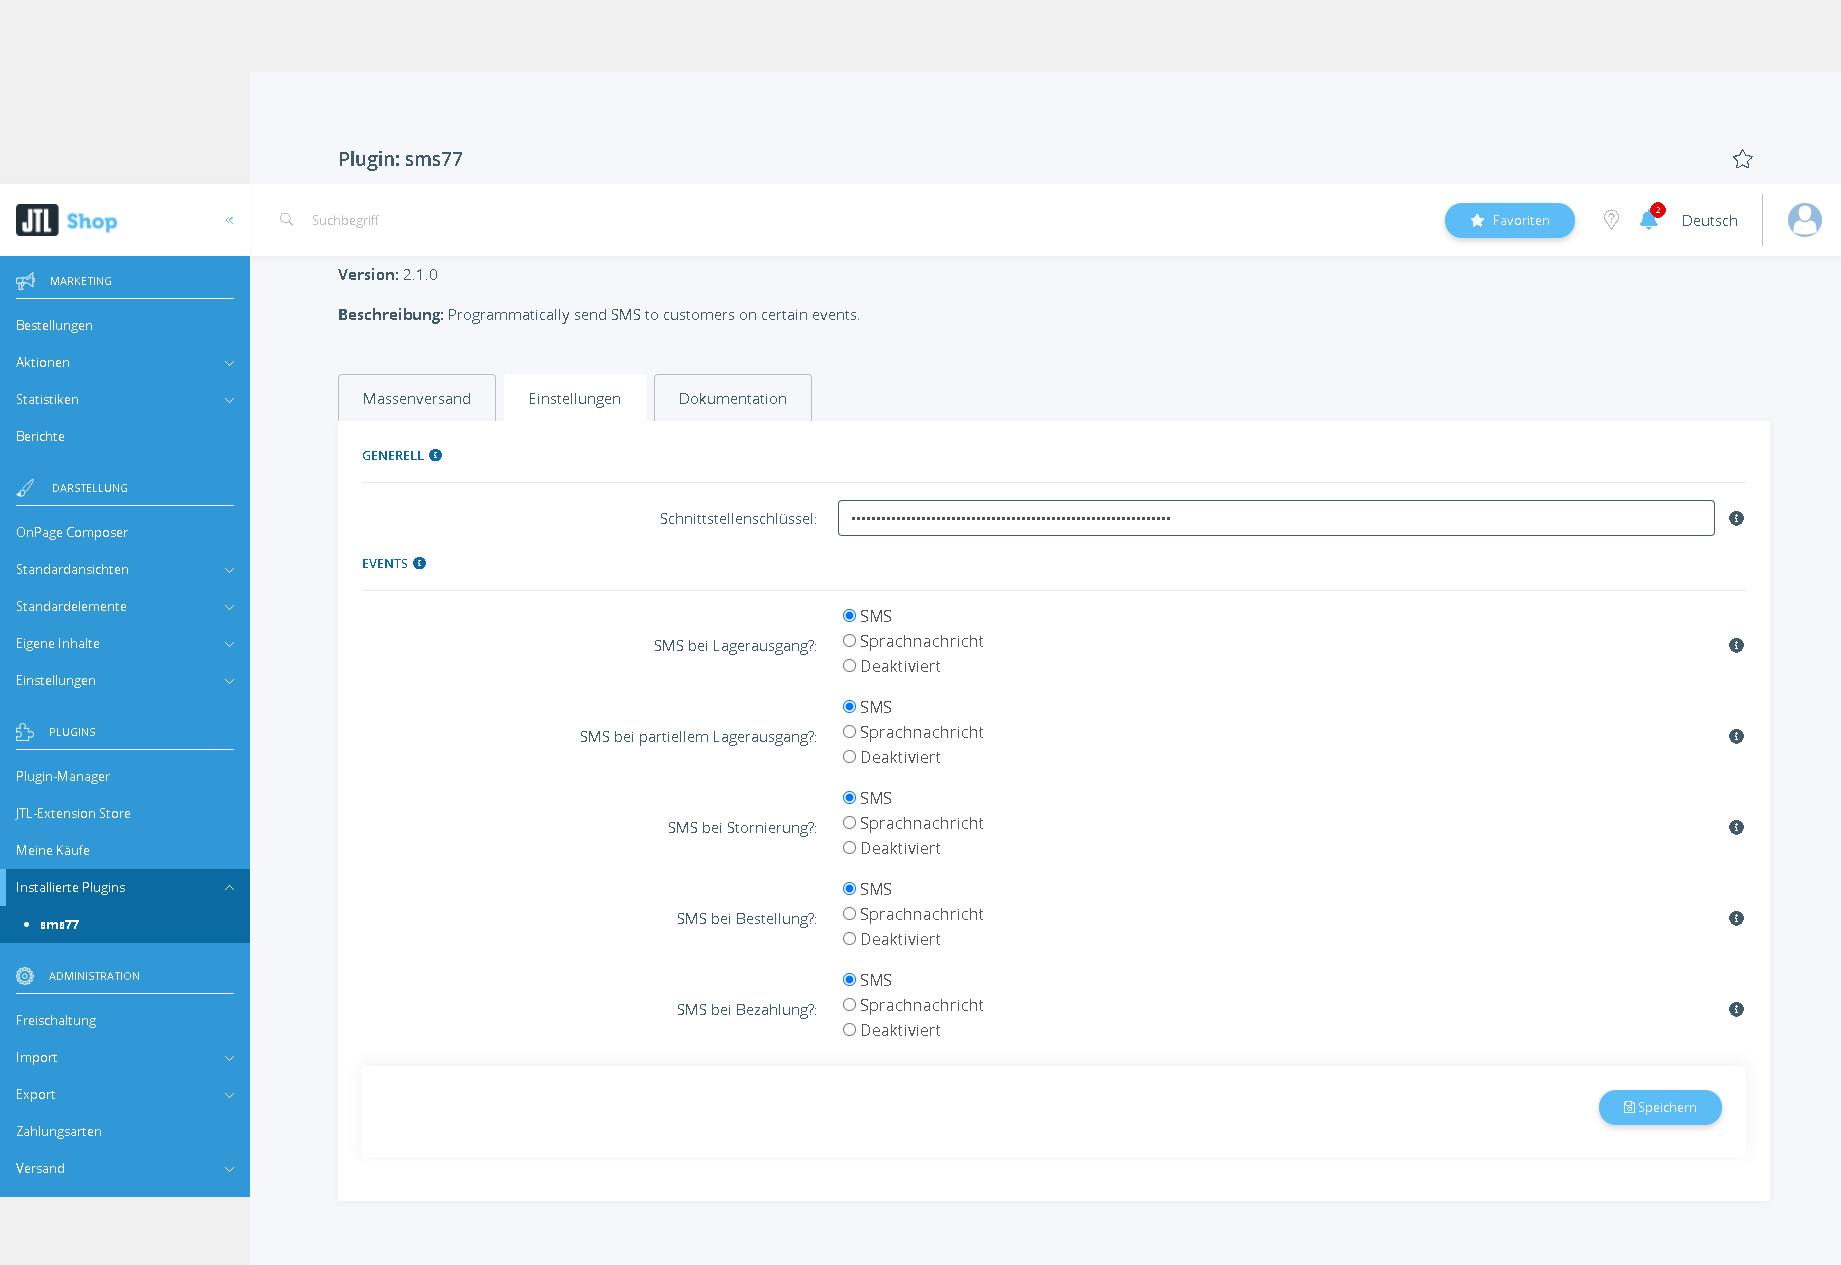 Plugin: sms77
JTL Shop
Suchbegriff
Favoriten
2
Deutsch
MARKETING
Bestellungen
Aktionen
Statistiken
Berichte
DARSTELLUNG
OnPage Composer
Standardansichten
Standardelemente
Eigene Inhalte
Einstellungen
PLUGINS
Plugin-Manager
JTL-Extension Store
Meine Käufe
Installierte Plugins
sms77
ADMINISTRATION
Freischaltung
Import
Export
Zahlungsarten
Versand
Version: 2.1.0
Beschreibung: Programmatically send SMS to customers on certain events.
Massenversand
Einstellungen
Dokumentation
GENERELL
Schnittstellenschlüssel:
EVENTS
SMS bei Lagerausgang?:
SMS
Sprachnachricht
Deaktiviert
SMS bei partiellem Lagerausgang?:
SMS
Sprachnachricht
Deaktiviert
SMS bei Stornierung?:
SMS
Sprachnachricht
Deaktiviert
SMS bei Bestellung?:
SMS
Sprachnachricht
Deaktiviert
SMS bei Bezahlung?:
SMS
Sprachnachricht
Deaktiviert
Speichern